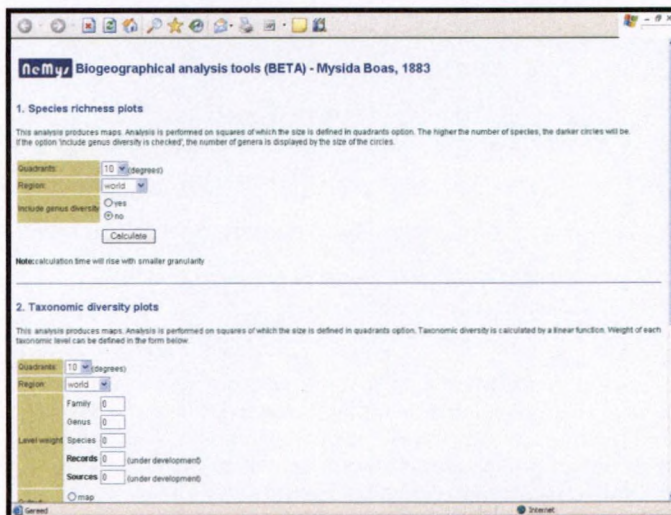 NeMys Biogeographical analysis tools (BETA) - Mysida Boas, 1883
1. Species richness plots
This analysis produces maps. Analysis is performed on squares of which the size is defined in quadrants option. The higher the number of species, the darker circles will be.
If the option 'include genus diversity is checked', the number of genera is displayed by the size of the circles.
Quadrants: 10 (degrees)
Region: world
Include genus diversity yes
no
Calculate
Note:calculation time will rise with smaller granularity
2. Taxonomic diversity plots
This analysis produces maps. Analysis is performed on squares of which the size is defined in quadrants option. Taxonomic diversity is calculated by a linear function. Weight of each
taxonomic level can be defined in the form below.
Quadrants: 10 (degrees)
Region: world
Family 0
Genus 0
Level weight Species 0
Records 0 (under development)
Sources 0 (under development)
map
Gereed Internet